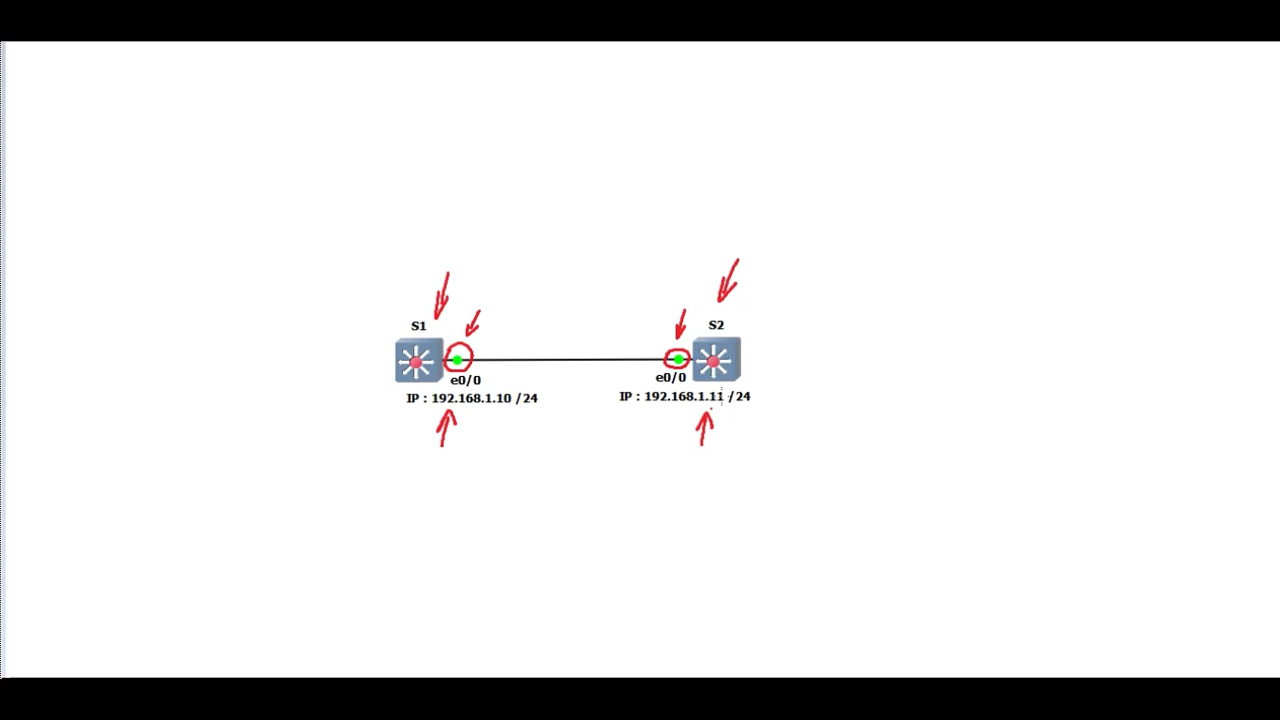 S1
S2
e0/0
e0/0
IP : 192.168.1.10 /24
IP : 192.168.1.11 /24